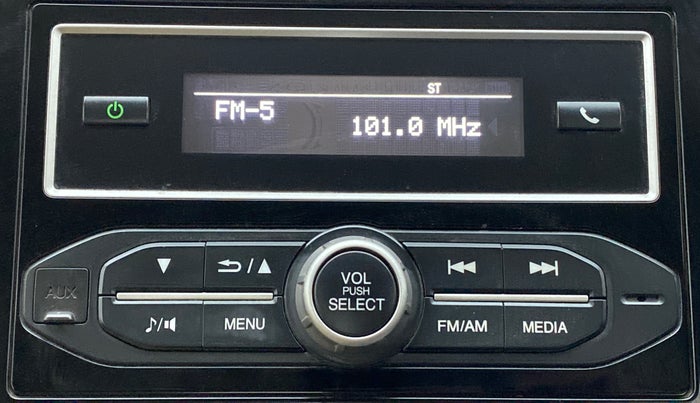 ST
FM-5
101.0 MHz
VOL
PUSH
SELECT
AUX
MENU
FM/AM
MEDIA